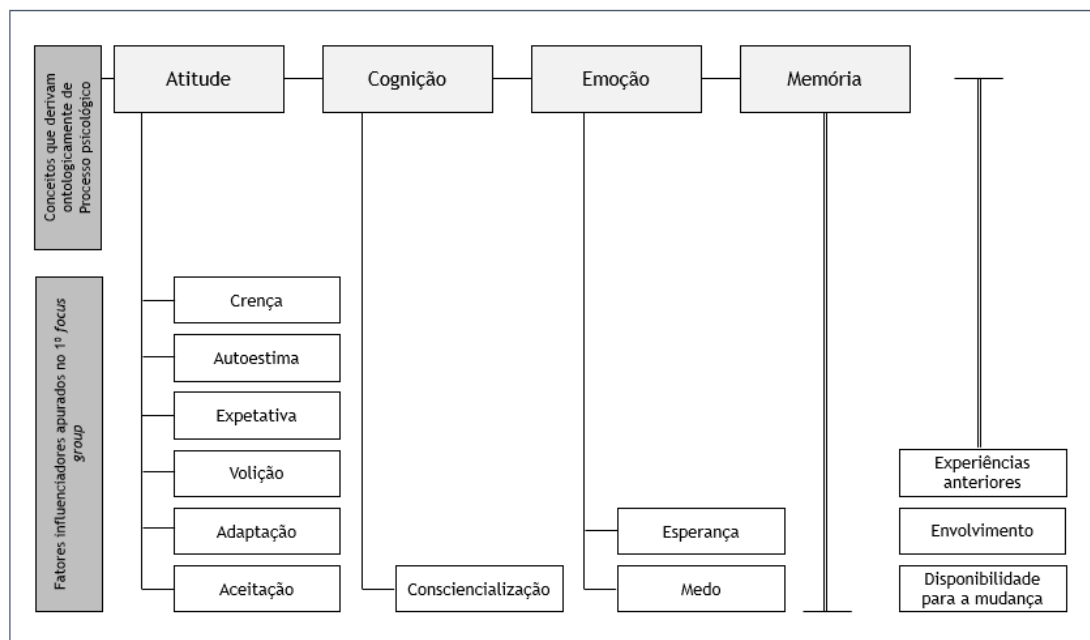 Conceitos que derivam
ontologicamente de
Processo psicológico
Atitude
Cognição
Emoção
Memória
Fatores influenciadores apurados no 1º focus
group
Crença
Autoestima
Expetativa
Volição
Adaptação
Aceitação
Consciencialização
Esperança
Medo
Experiências
anteriores
Envolvimento
Disponibilidade
para a mudança